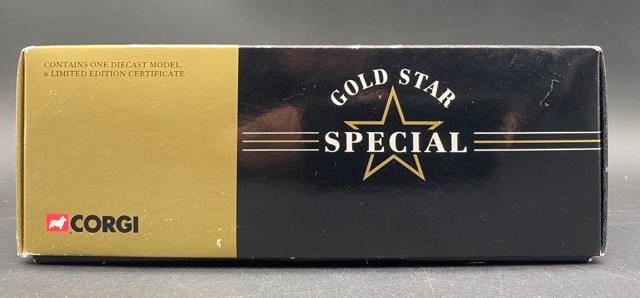 CONTAINS ONE DIECAST MODEL
& LIMITED EDITION CERTIFICATE
GOLD STAR
SPECIAL
CORGI